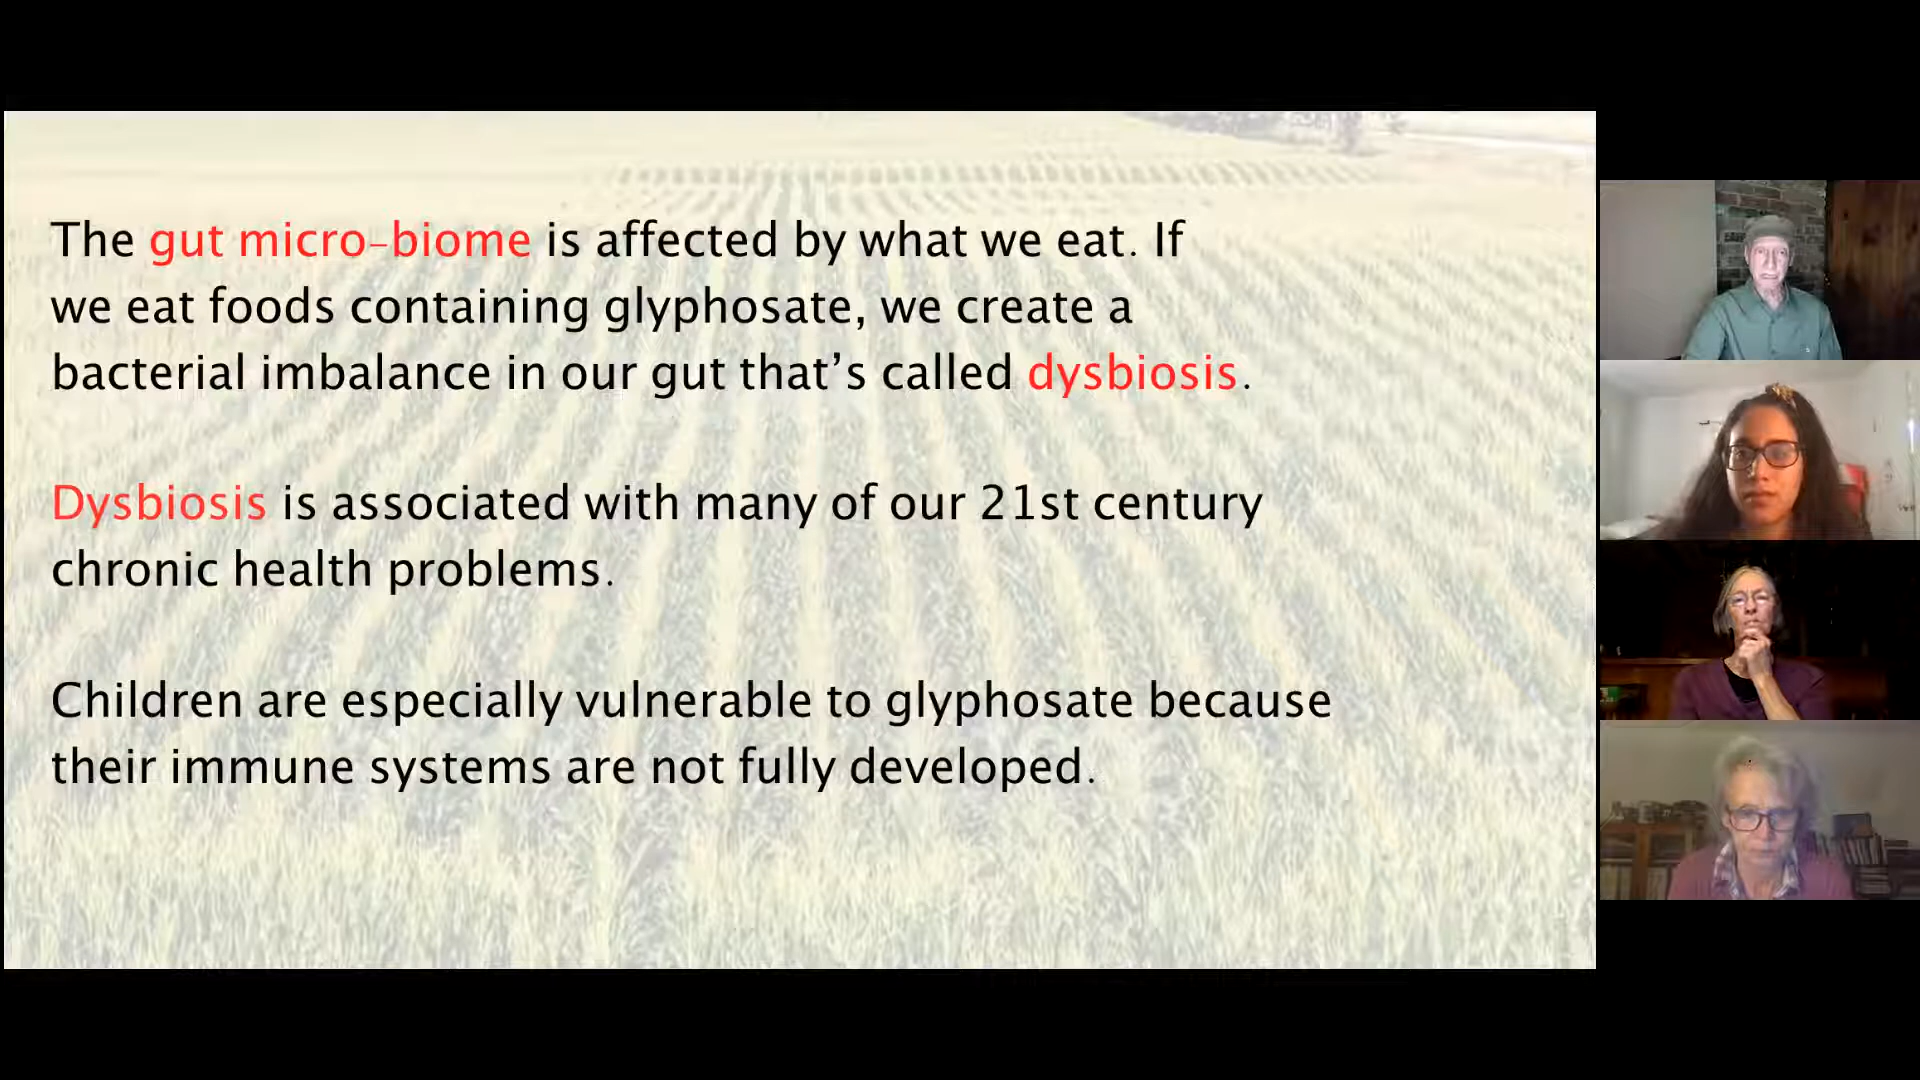 The gut micro-biome is affected by what we eat. If
we eat foods containing glyphosate, we create a
bacterial imbalance in our gut that’s called dysbiosis.
Dysbiosis is associated with many of our 21st century
chronic health problems.
Children are especially vulnerable to glyphosate because
their immune systems are not fully developed.